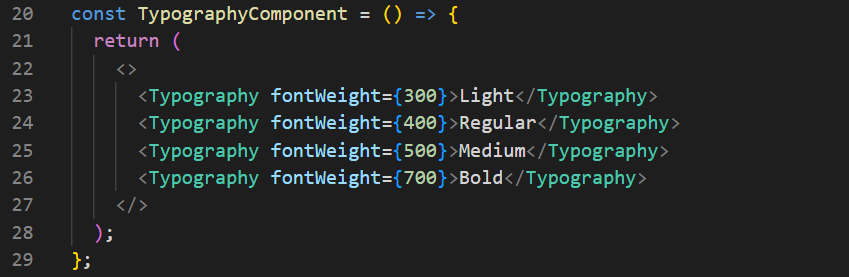 20 const TypographyComponent = () => {
21   return (
22     <>
23       <Typography fontWeight={300}>Light</Typography>
24       <Typography fontWeight={400}>Regular</Typography>
25       <Typography fontWeight={500}>Medium</Typography>
26       <Typography fontWeight={700}>Bold</Typography>
27     </>
28   );
29 };